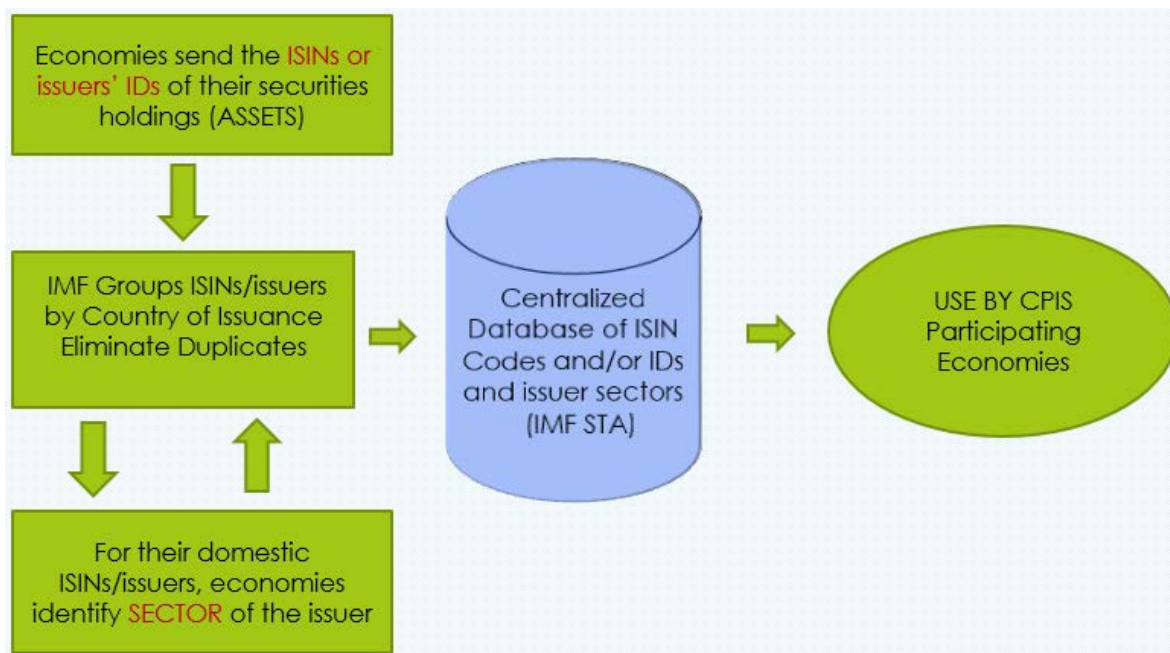 Economies send the ISINs or
issuers' IDs of their securities
holdings (ASSETS)
IMF Groups ISINs/issuers
by Country of Issuance
Eliminate Duplicates
For their domestic
ISINs/issuers, economies
identify SECTOR of the issuer
Centralized
Database of ISIN
Codes and/or IDs
and issuer sectors
(IMF STA)
USE BY CPIS
Participating
Economies